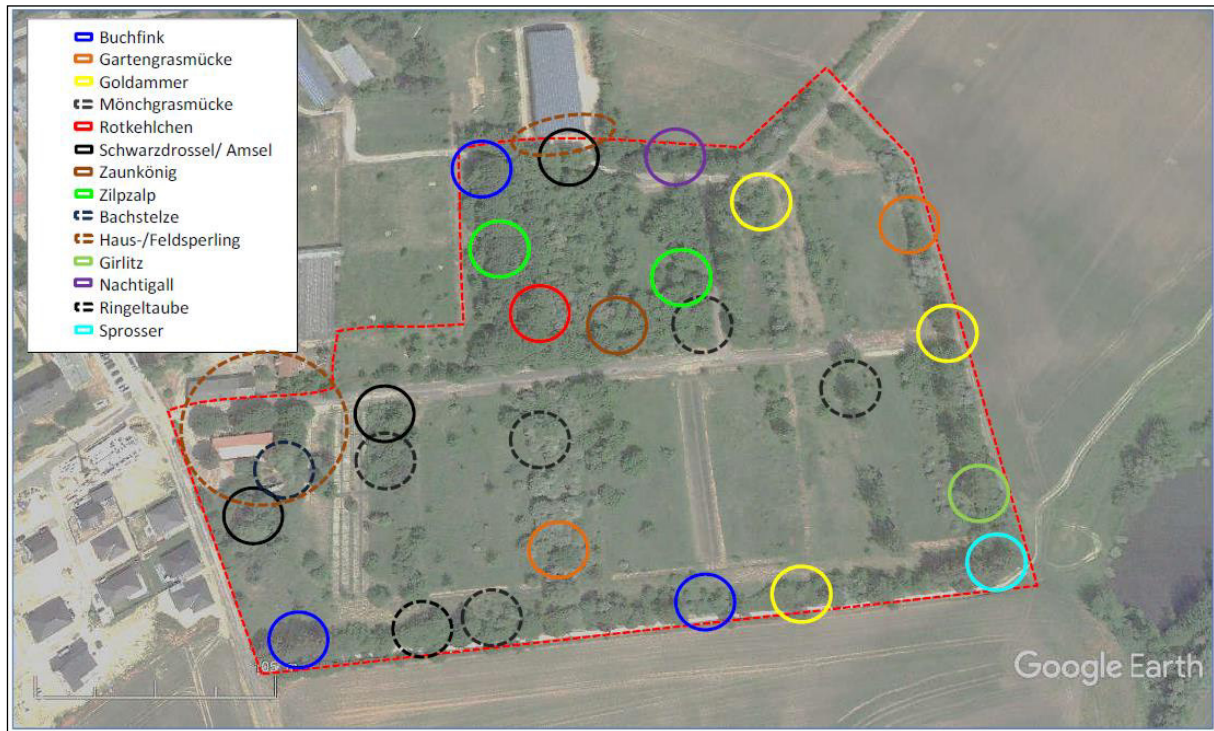 Buchfink
Gartengrasmücke
Goldammer
Mönchgrasmücke
Rotkehlchen
Schwarzdrossel/ Amsel
Zaunkönig
Zilpzalp
Bachstelze
Haus-/Feldsperling
Girlitz
Nachtigall
Ringeltaube
Sprosser
Google Earth